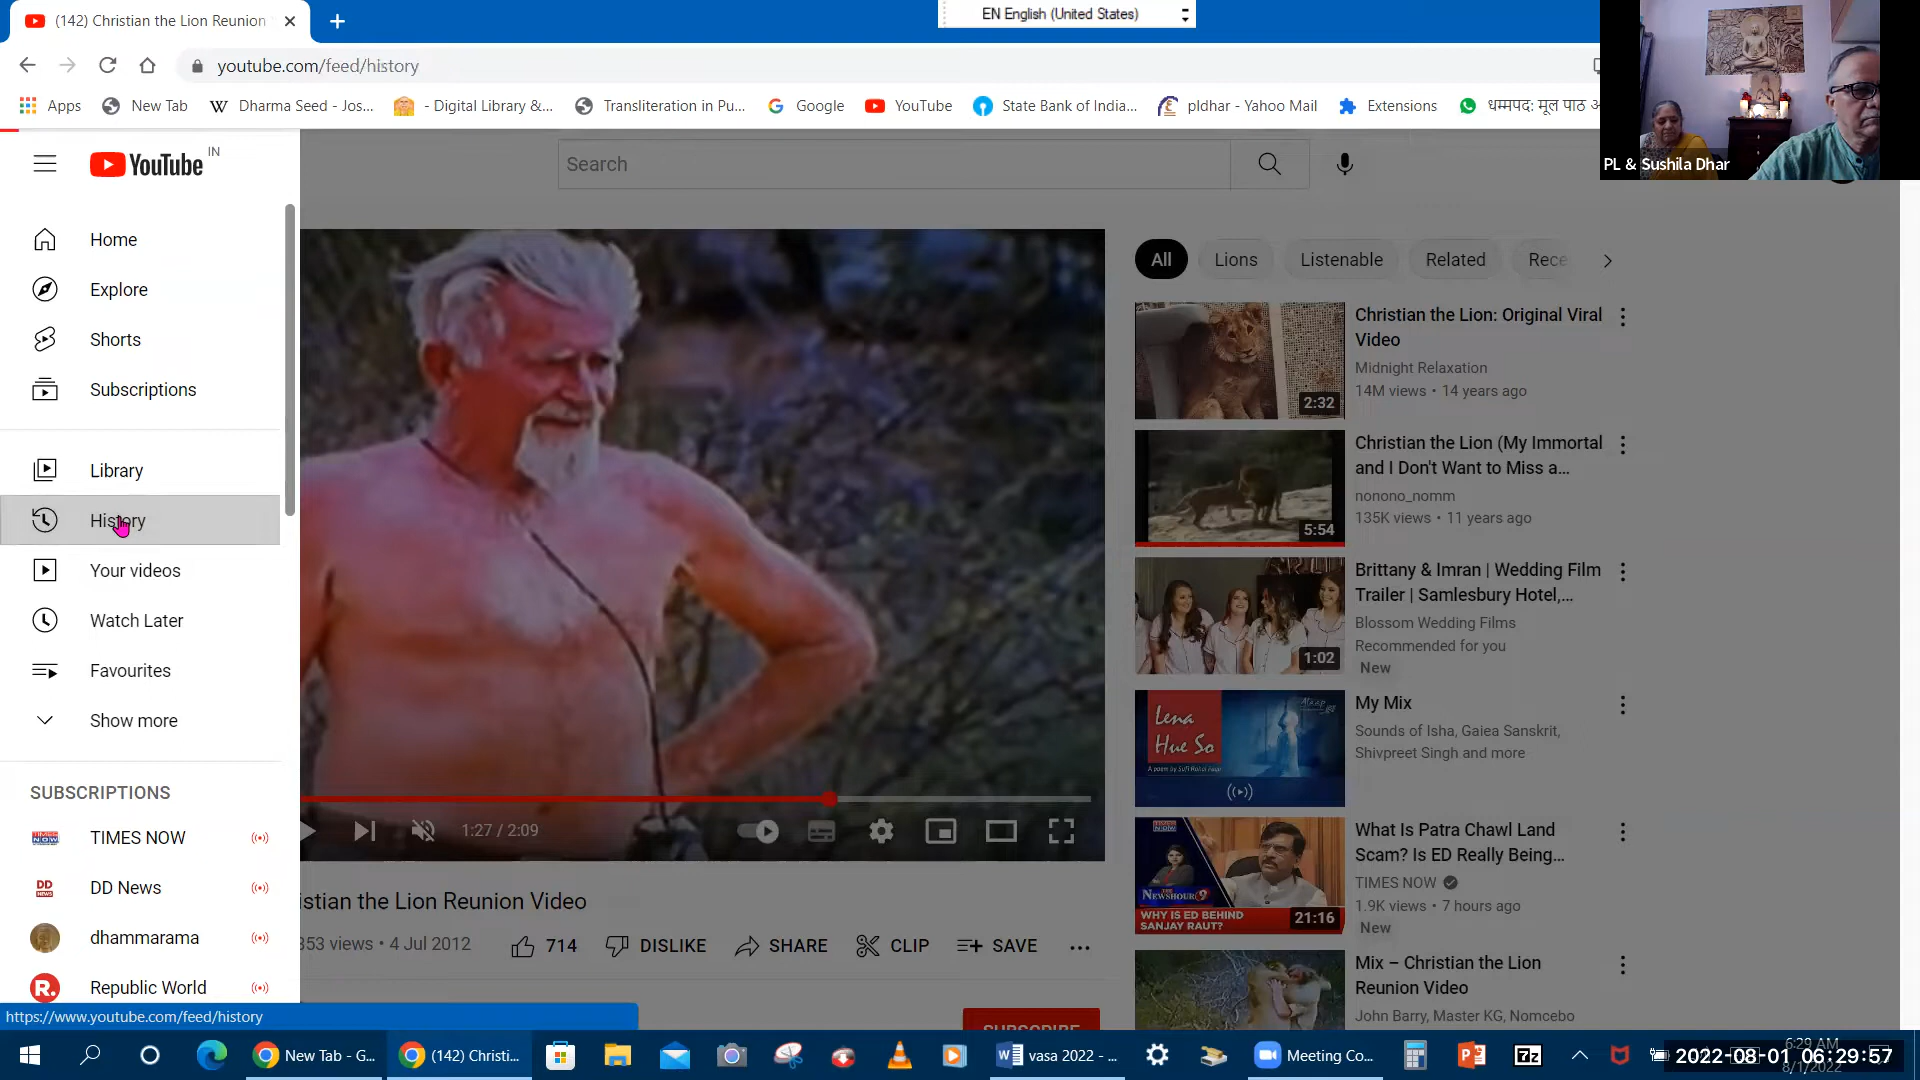 (142) Christian the Lion Reunion
EN English (United States)
youtube.com/feed/history
Apps
New Tab
Dharma Seed - Jos...
- Digital Library &...
Transliteration in Pu...
Google
YouTube
State Bank of India...
pldhar - Yahoo Mail
Extensions
धम्मपद: मूल पाठ अ
PL & Sushila Dhar
YouTube IN
Search
Home
Explore
Shorts
Subscriptions
Library
History
Your videos
Watch Later
Favourites
Show more
SUBSCRIPTIONS
TIMES NOW
DD News
dhammarama
Republic World
1:27 / 2:09
istian the Lion Reunion Video
353 views • 4 Jul 2012
714
DISLIKE
SHARE
CLIP
SAVE
SUBSCRIBE
All
Lions
Listenable
Related
Rece
Christian the Lion: Original Viral
Video
Midnight Relaxation
14M views • 14 years ago
2:32
Christian the Lion (My Immortal
and I Don't Want to Miss a...
nonono_nomm
135K views • 11 years ago
5:54
Brittany & Imran | Wedding Film
Trailer | Samlesbury Hotel,...
Blossom Wedding Films
Recommended for you
New
1:02
My Mix
Sounds of Isha, Gaiea Sanskrit,
Shivpreet Singh and more
Lena
Hue So
What Is Patra Chawl Land
Scam? Is ED Really Being...
TIMES NOW
1.9K views • 7 hours ago
New
NEWSHOUR 9
WHY IS ED BEHIND
SANJAY RAUT?
21:16
Mix – Christian the Lion
Reunion Video
John Barry, Master KG, Nomcebo
https://www.youtube.com/feed/history
New Tab - G...
(142) Christi...
vasa 2022 - ...
Meeting Co...
6:29 AM
8/1/2022
2022-08-01 06:29:57